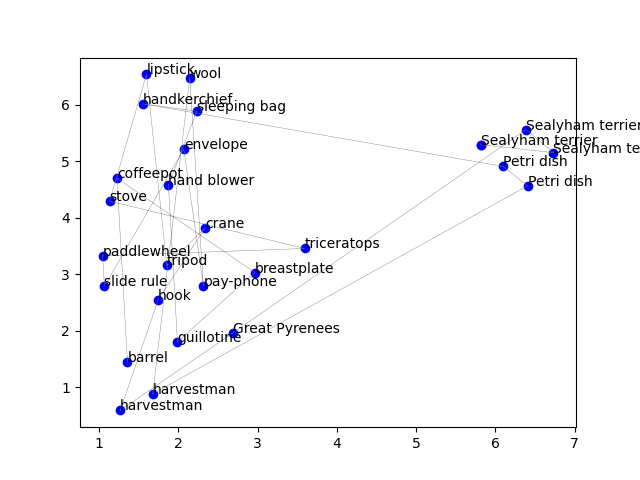 lipstick
wool
handkerchief
sleeping bag
6
Sealyham terrier
Sealyham terrier
Sealyham te
envelope
5
Petri dish
coffeepot
hand blower
Petri dish
stove
4
crane
triceratops
paddlewheel
tripod
3
breastplate
slide rule
pay-phone
hook
2
Great Pyrenees
guillotine
barrel
1
harvestman
harvestman
1 2 3 4 5 6 7